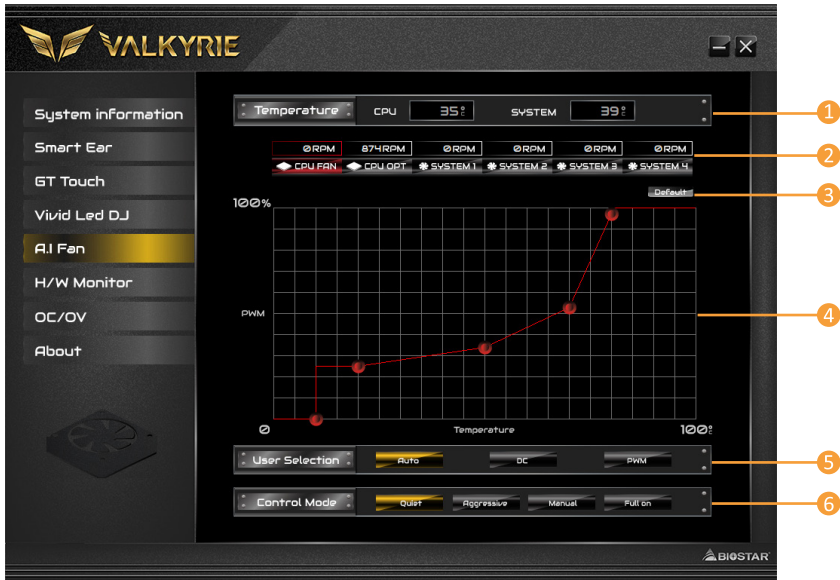 VALKYRIE
System information
Smart Ear
GT Touch
Vivid Led DJ
A.I Fan
H/W Monitor
OC/OV
About
Temperature CPU 35°C SYSTEM 39°C 1
0RPM 874RPM 0RPM 0RPM 0RPM 0RPM 2
CPU FAN CPU OPT SYSTEM 1 SYSTEM 2 SYSTEM 3 SYSTEM 4
Default 3
100%
PWM 4
0 Temperature 100°C
User Selection Auto DC PWM 5
Control Mode Quiet Aggressive Manual Full on 6
BIOSTAR